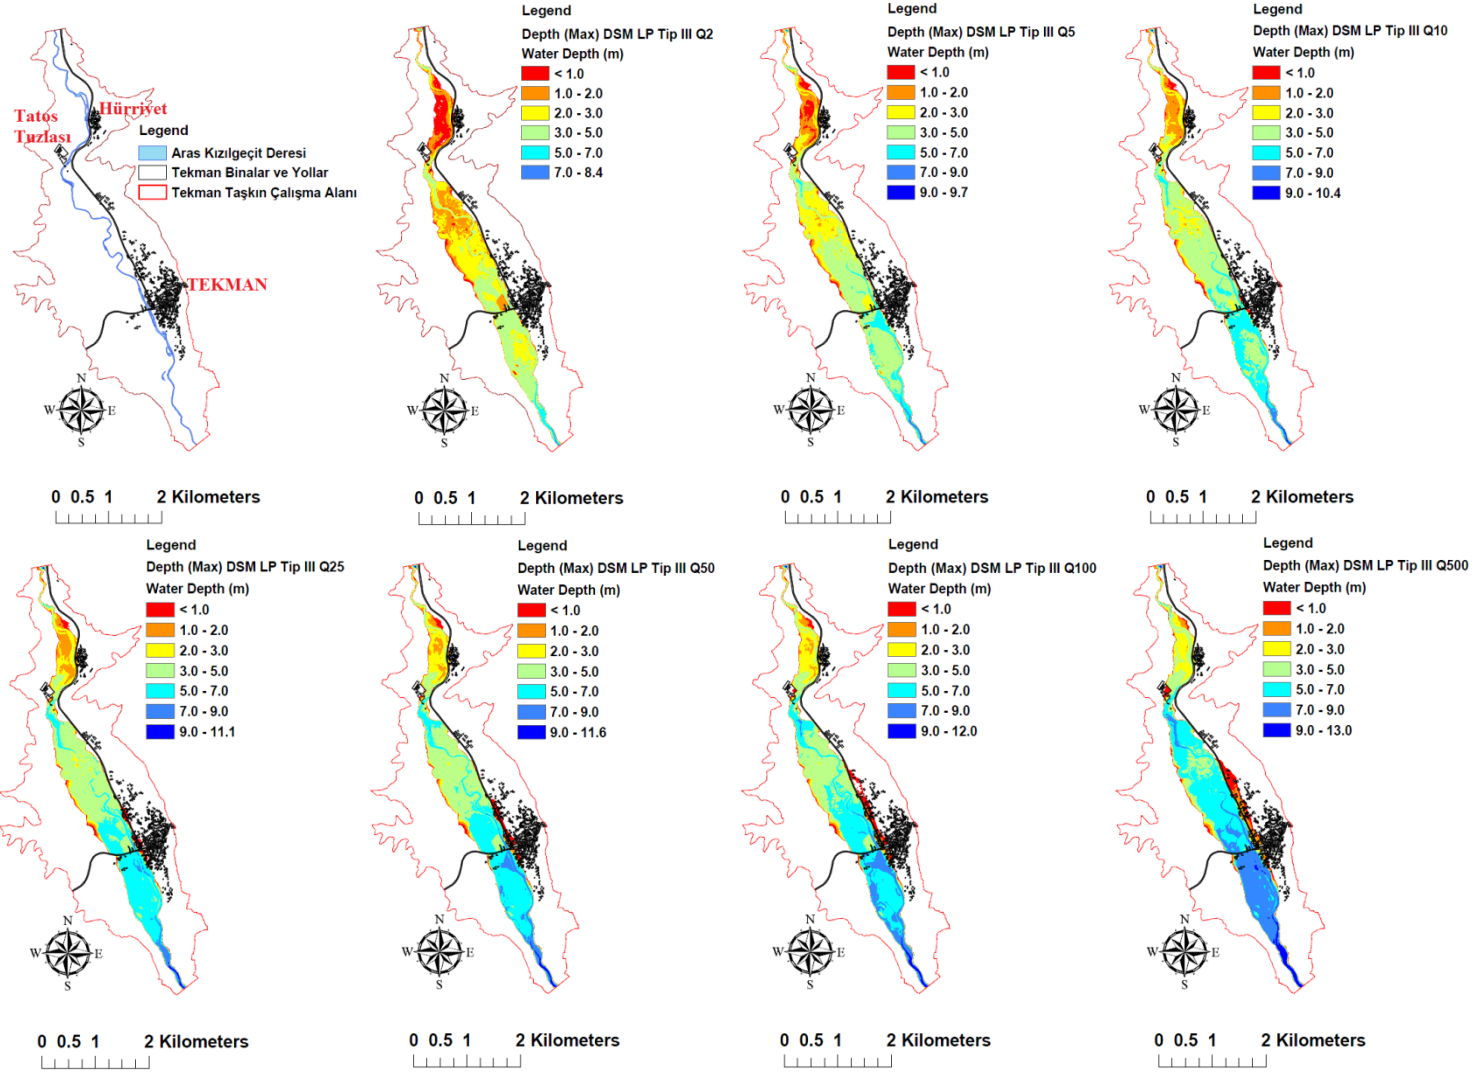 Tatos
Tuzlası
Hürriyet
Legend
Aras Kızılgeçit Deresi
Tekman Binalar ve Yollar
Tekman Taşkın Çalışma Alanı
TEKMAN
N
W
E
S
0 0.5 1 2 Kilometers
Legend
Depth (Max) DSM LP Tip III Q2
Water Depth (m)
< 1.0
1.0 - 2.0
2.0 - 3.0
3.0 - 5.0
5.0 - 7.0
7.0 - 8.4
N
W
E
S
0 0.5 1 2 Kilometers
Legend
Depth (Max) DSM LP Tip III Q5
Water Depth (m)
< 1.0
1.0 - 2.0
2.0 - 3.0
3.0 - 5.0
5.0 - 7.0
7.0 - 9.0
9.0 - 9.7
N
W
E
S
0 0.5 1 2 Kilometers
Legend
Depth (Max) DSM LP Tip III Q10
Water Depth (m)
< 1.0
1.0 - 2.0
2.0 - 3.0
3.0 - 5.0
5.0 - 7.0
7.0 - 9.0
9.0 - 10.4
N
W
E
S
0 0.5 1 2 Kilometers
Legend
Depth (Max) DSM LP Tip III Q25
Water Depth (m)
< 1.0
1.0 - 2.0
2.0 - 3.0
3.0 - 5.0
5.0 - 7.0
7.0 - 9.0
9.0 - 11.1
N
W
E
S
0 0.5 1 2 Kilometers
Legend
Depth (Max) DSM LP Tip III Q50
Water Depth (m)
< 1.0
1.0 - 2.0
2.0 - 3.0
3.0 - 5.0
5.0 - 7.0
7.0 - 9.0
9.0 - 11.6
N
W
E
S
0 0.5 1 2 Kilometers
Legend
Depth (Max) DSM LP Tip III Q100
Water Depth (m)
< 1.0
1.0 - 2.0
2.0 - 3.0
3.0 - 5.0
5.0 - 7.0
7.0 - 9.0
9.0 - 12.0
N
W
E
S
0 0.5 1 2 Kilometers
Legend
Depth (Max) DSM LP Tip III Q500
Water Depth (m)
< 1.0
1.0 - 2.0
2.0 - 3.0
3.0 - 5.0
5.0 - 7.0
7.0 - 9.0
9.0 - 13.0
N
W
E
S
0 0.5 1 2 Kilometers